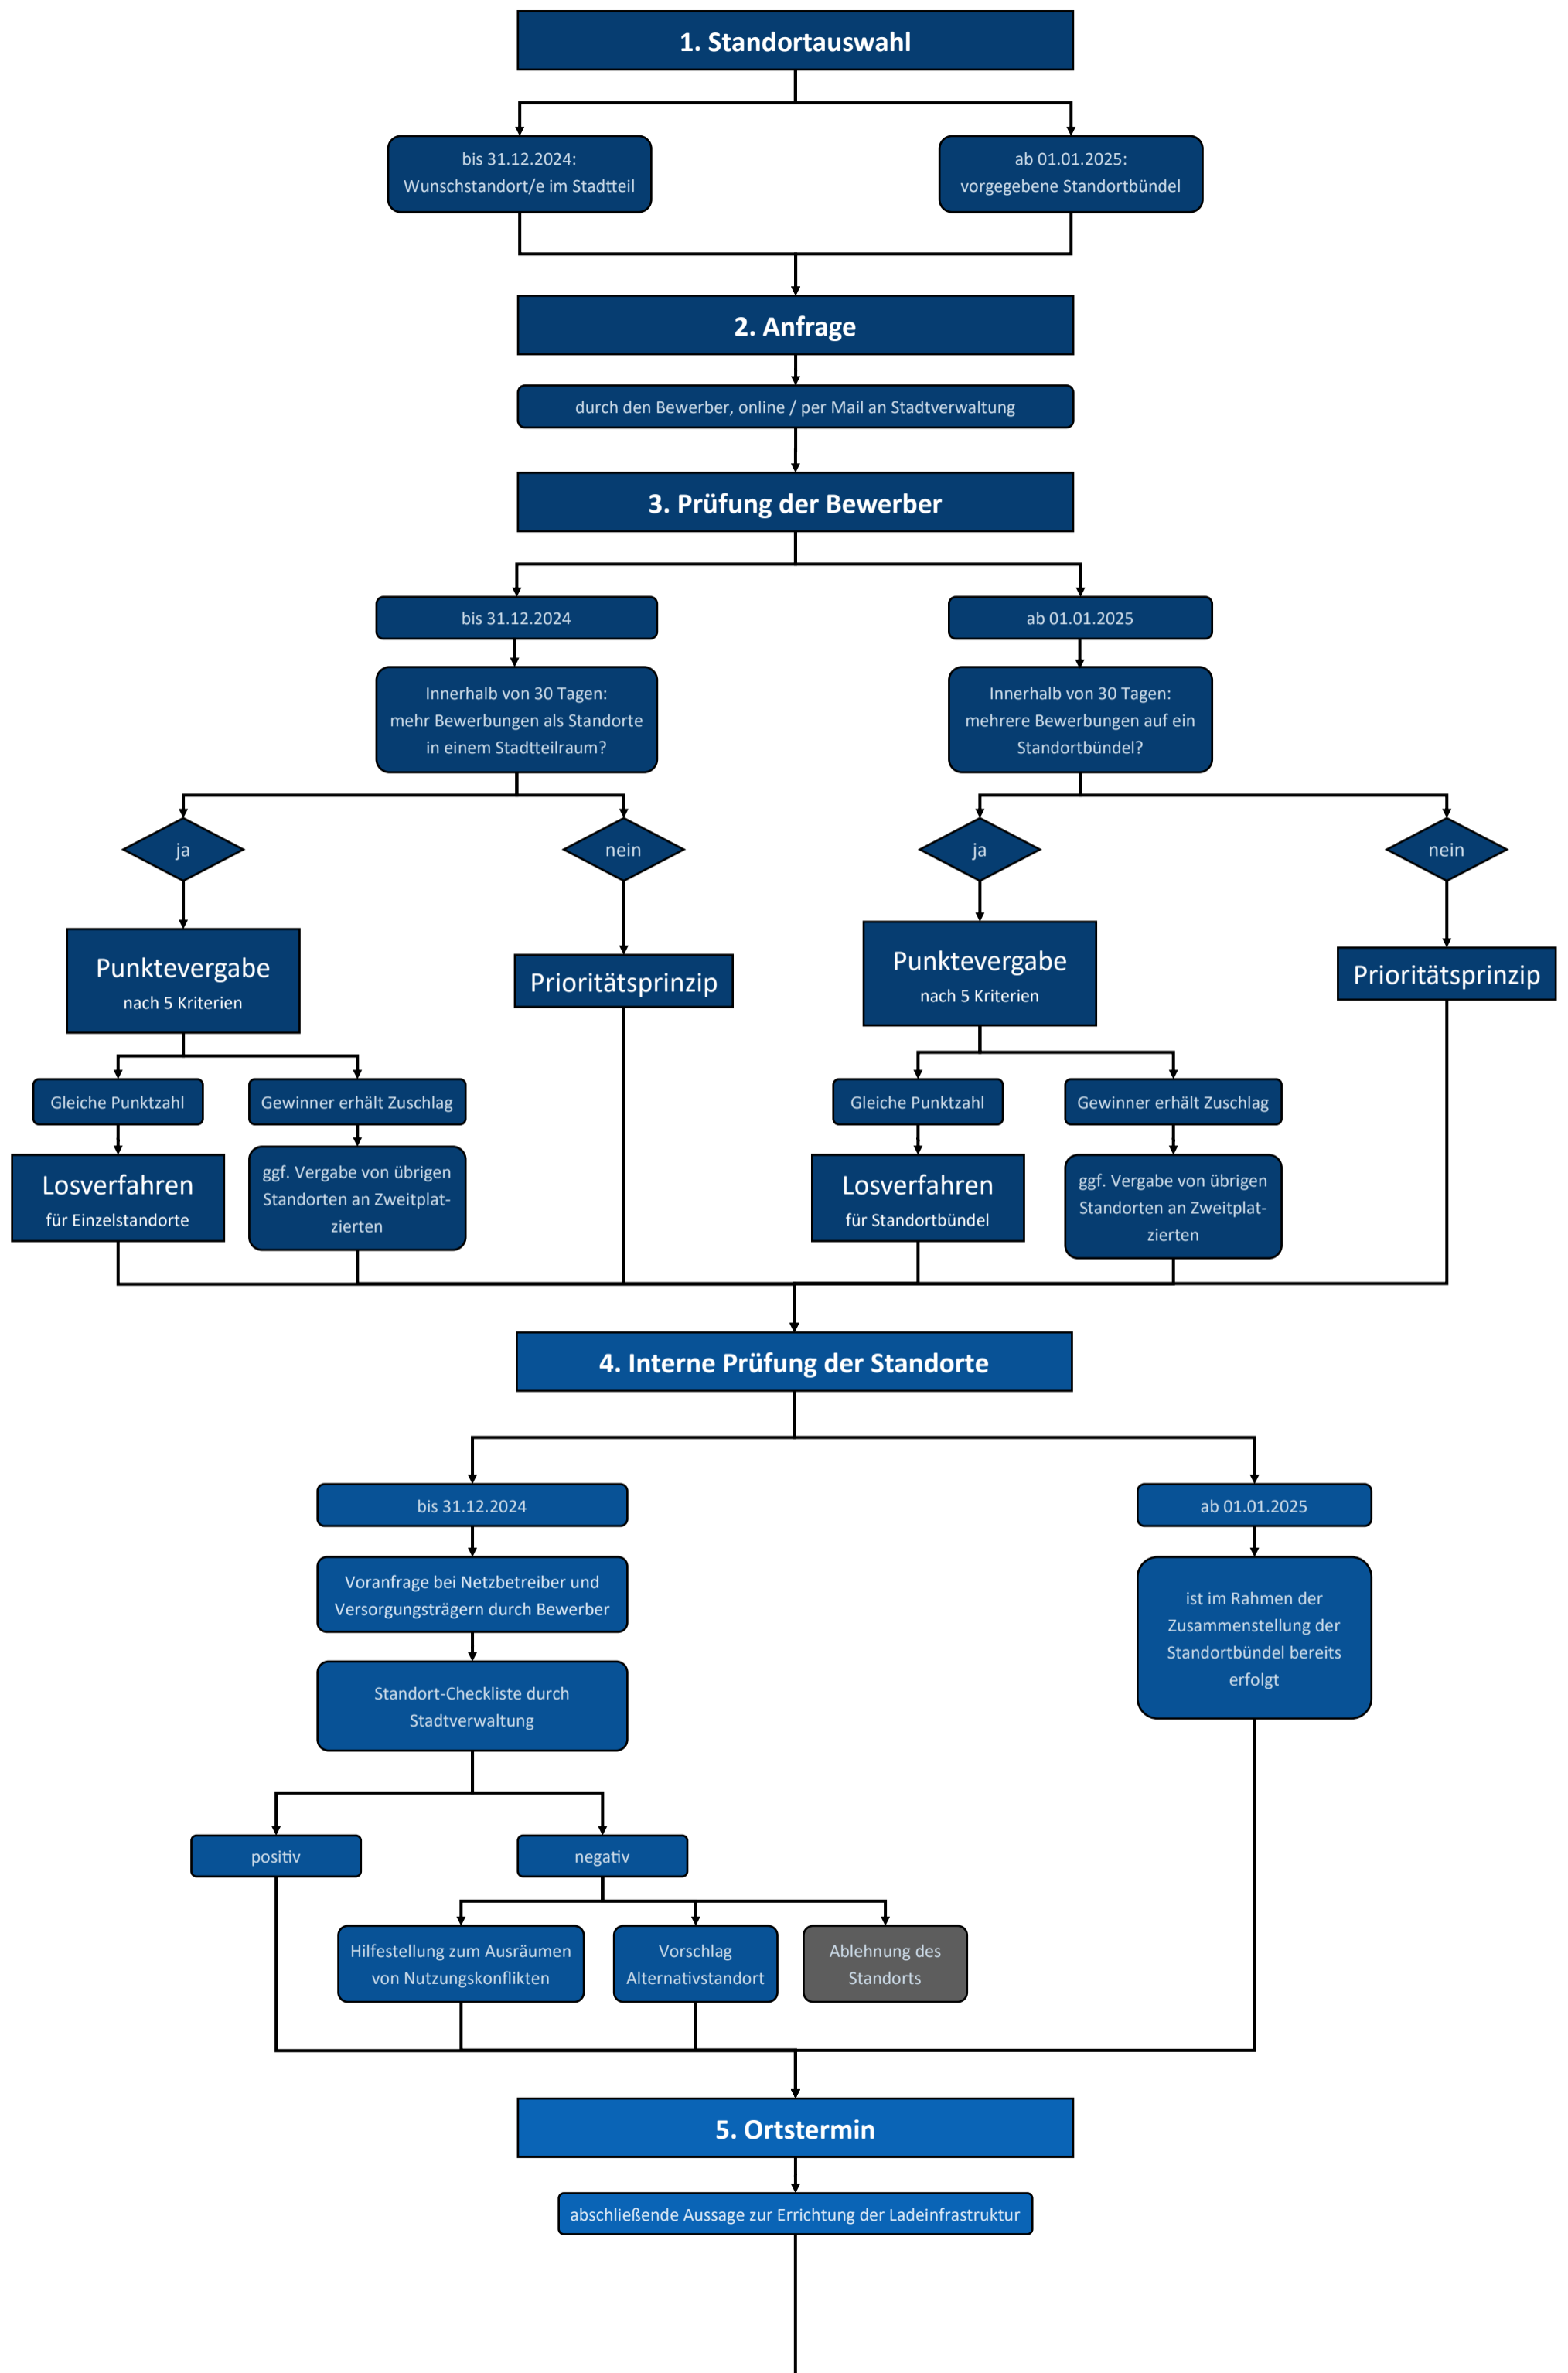 1. Standortauswahl
bis 31.12.2024:
Wunschstandort/e im Stadtteil
ab 01.01.2025:
vorgegebene Standortbündel
2. Anfrage
durch den Bewerber, online / per Mail an Stadtverwaltung
3. Prüfung der Bewerber
bis 31.12.2024
ab 01.01.2025
Innerhalb von 30 Tagen:
mehr Bewerbungen als Standorte
in einem Stadtteilraum?
Innerhalb von 30 Tagen:
mehrere Bewerbungen auf ein
Standortbündel?
ja
nein
ja
nein
Punktevergabe
nach 5 Kriterien
Prioritätsprinzip
Punktevergabe
nach 5 Kriterien
Prioritätsprinzip
Gleiche Punktzahl
Gewinner erhält Zuschlag
Gleiche Punktzahl
Gewinner erhält Zuschlag
Losverfahren
für Einzelstandorte
ggf. Vergabe von übrigen
Standorten an Zweitplat-
zierten
Losverfahren
für Standortbündel
ggf. Vergabe von übrigen
Standorten an Zweitplat-
zierten
4. Interne Prüfung der Standorte
bis 31.12.2024
ab 01.01.2025
Voranfrage bei Netzbetreiber und
Versorgungsträgern durch Bewerber
ist im Rahmen der
Zusammenstellung der
Standortbündel bereits
erfolgt
Standort-Checkliste durch
Stadtverwaltung
positiv
negativ
Hilfestellung zum Ausräumen
von Nutzungskonflikten
Vorschlag
Alternativstandort
Ablehnung des
Standorts
5. Ortstermin
abschließende Aussage zur Errichtung der Ladeinfrastruktur